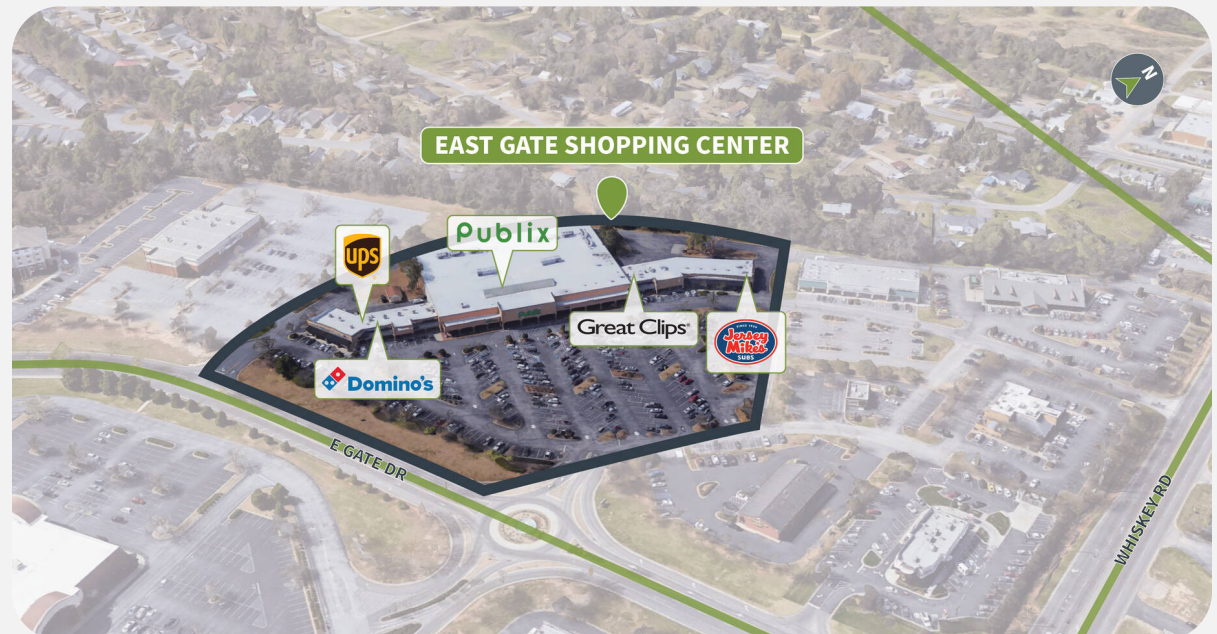 N
EAST GATE SHOPPING CENTER
Publix
ups
Great Clips
SINCE 1956
Jersey
Mike's
SUBS
Domino's
E GATE DR
WHISKEY RD